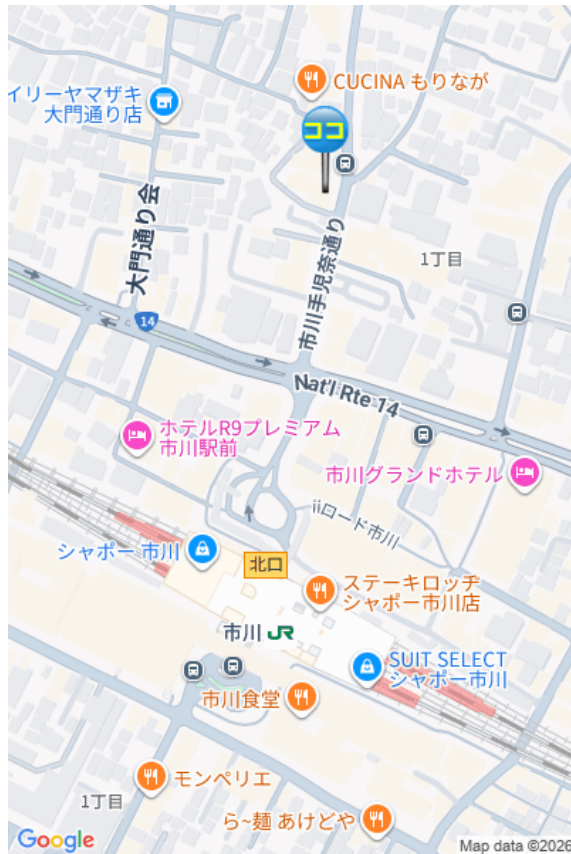 CUCINA もりなが
イリーヤマザキ
大門通り店
ココ
大門通り会
市川手児奈通り
1丁目
14
Nat'l Rte 14
ホテルR9プレミアム
市川駅前
市川グランドホテル
iiロード市川
シャポー 市川
北口
ステーキロッヂ
シャポー市川店
市川 JR
SUIT SELECT
シャポー市川
市川食堂
モンペリエ
1丁目
ら~麺 あけどや
Google
Map data ©2026